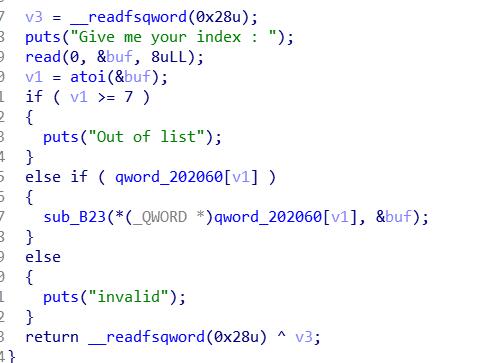 7 v3 = __readfsqword(0x28u);
8 puts("Give me your index : ");
9 read(0, &buf, 8uLL);
0 v1 = atoi(&buf);
1 if ( v1 >= 7 )
2 {
3 puts("Out of list");
4 }
5 else if ( qword_202060[v1] )
6 {
7 sub_B23(*(_QWORD *)qword_202060[v1], &buf);
8 }
9 else
0 {
1 puts("invalid");
2 }
3 return __readfsqword(0x28u) ^ v3;
4 }